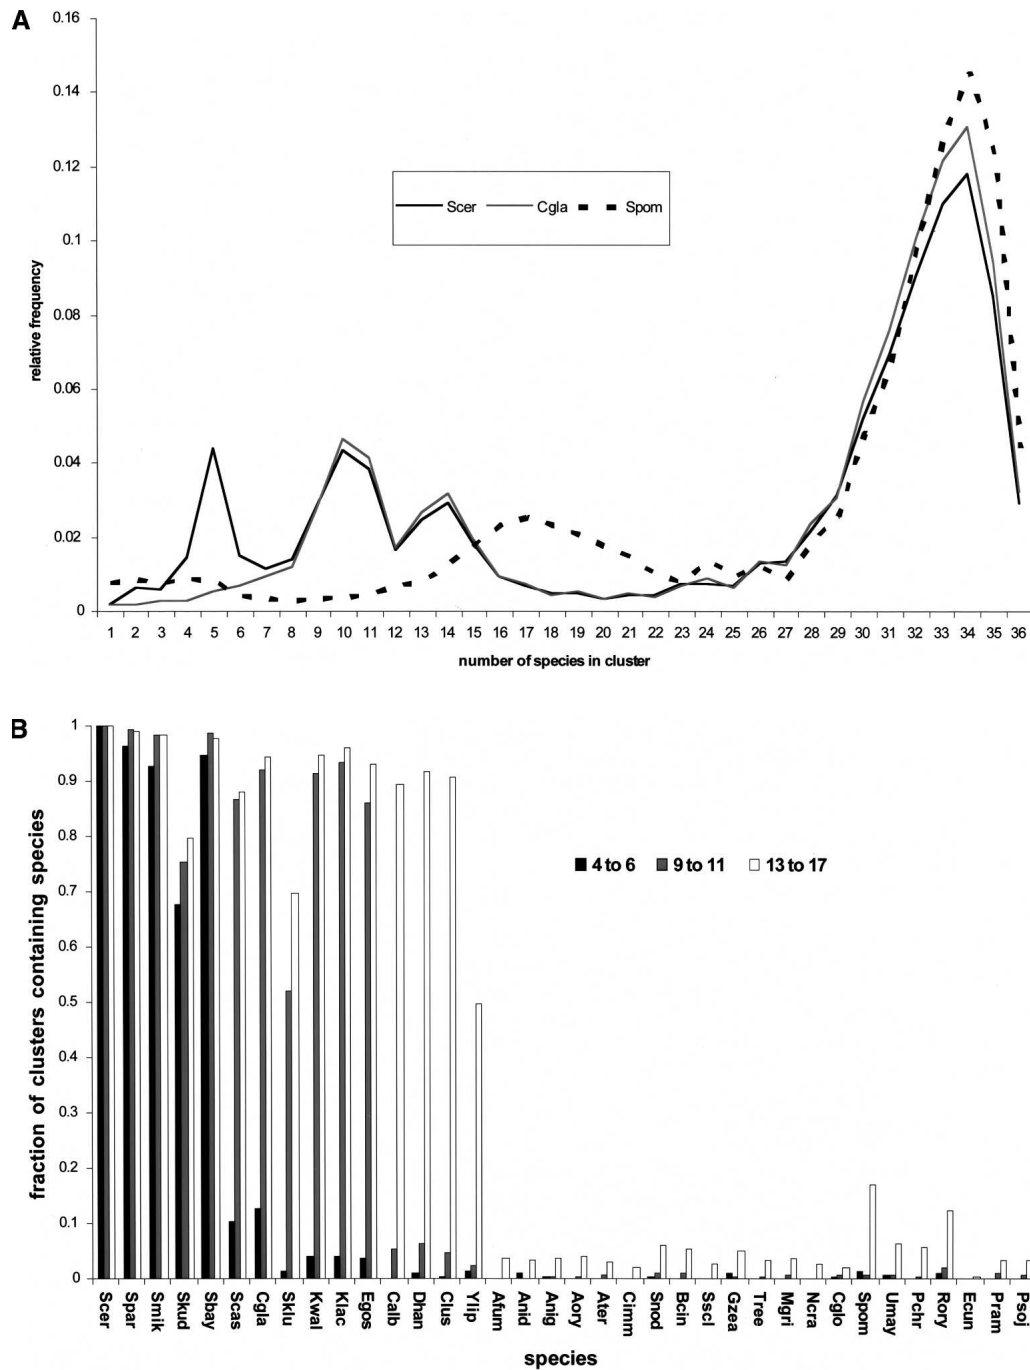 A
0.16
0.14
0.12
0.1
0.08
0.06
0.04
0.02
0
relative frequency
Scer Cgla Spom
1 2 3 4 5 6 7 8 9 10 11 12 13 14 15 16 17 18 19 20 21 22 23 24 25 26 27 28 29 30 31 32 33 34 35 36
number of species in cluster
B
1
0.9
0.8
0.7
0.6
0.5
0.4
0.3
0.2
0.1
0
fraction of clusters containing species
4 to 6 9 to 11 13 to 17
Scer Spar Smik Skud Sbay Scas Cgla Sklu Kwal Klac Egos Calb Dhan Clus Ylip Afum Anid Anig Aory Ater Cimm Snod Bcin Sscl Gzea Tree Mgri Ncra Cglo Spom Umay Pchr Rory Ecun Pram Psoj
species